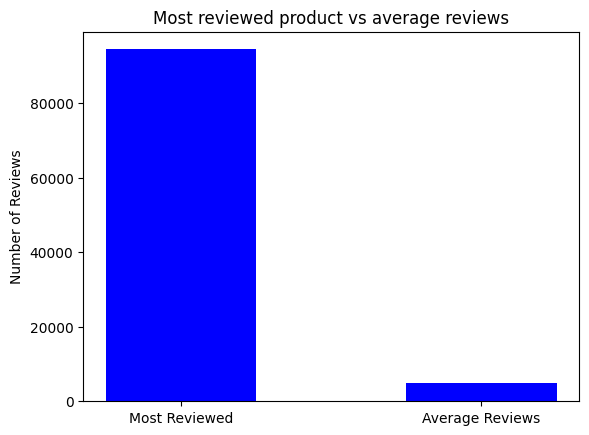 Most reviewed product vs average reviews
Number of Reviews
80000
60000
40000
20000
0
Most Reviewed
Average Reviews